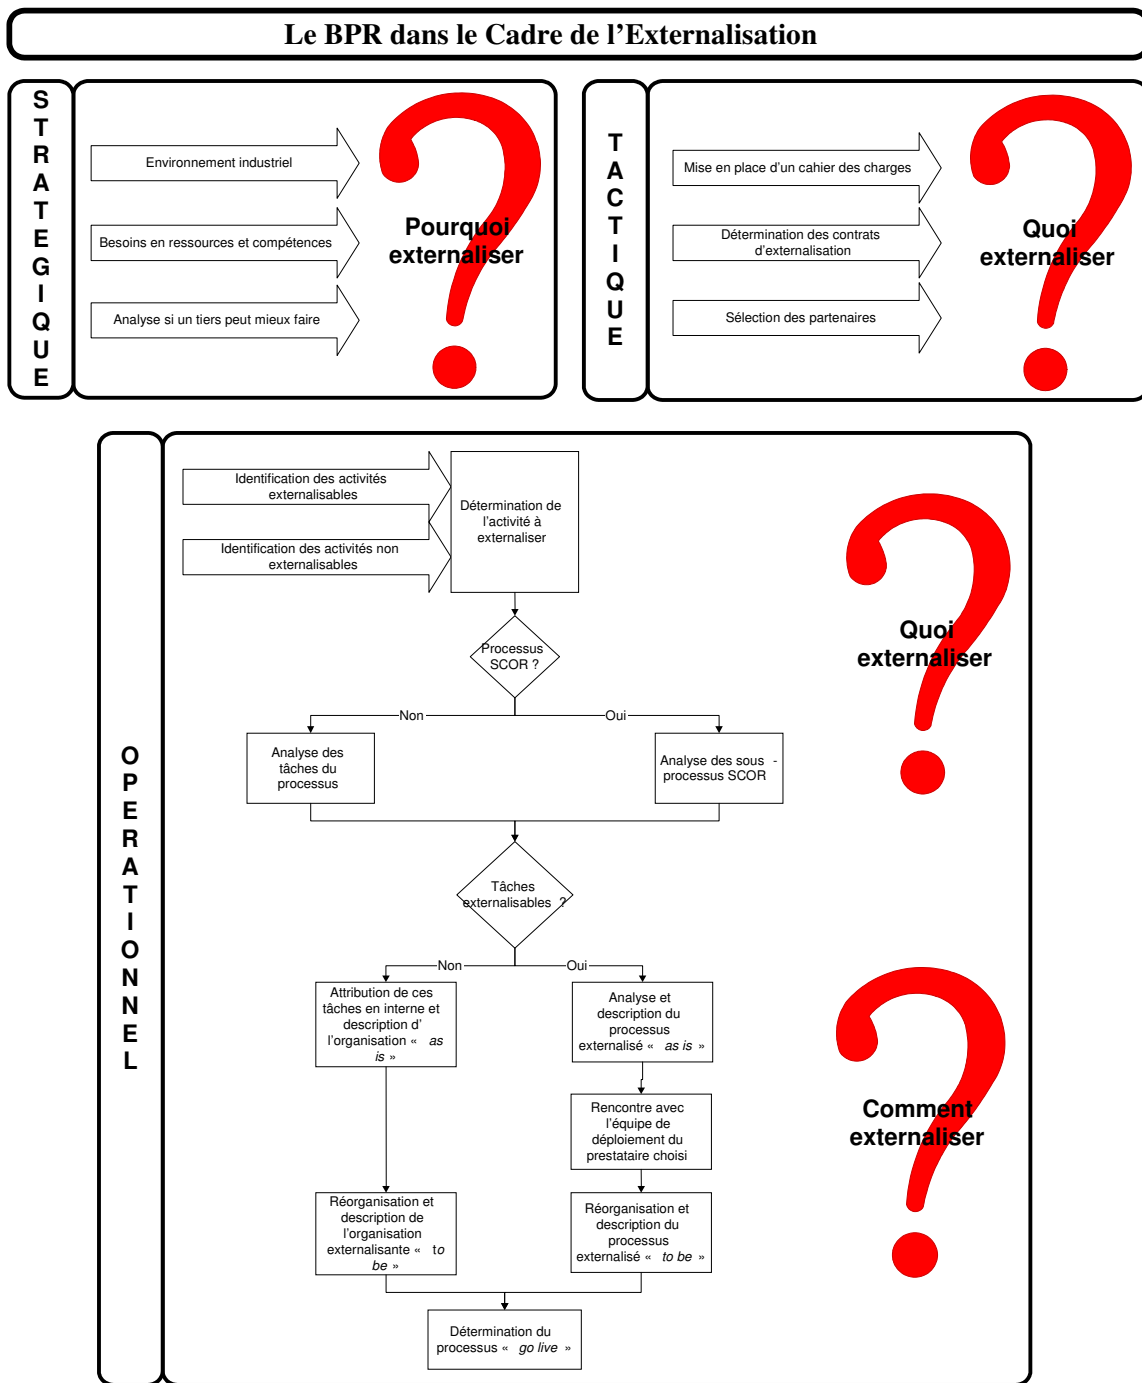 Le BPR dans le Cadre de l'Externalisation
STRATEGIQUE
Environnement industriel
Besoins en ressources et compétences
Analyse si un tiers peut mieux faire
Pourquoi
externaliser
TACTIQUE
Mise en place d'un cahier des charges
Détermination des contrats
d'externalisation
Sélection des partenaires
Quoi
externaliser
OPERATIONNEL
Identification des activités
externalisables
Identification des activités non
externalisables
Détermination de
l'activité à
externaliser
Processus
SCOR ?
Non
Oui
Analyse des
tâches du
processus
Analyse des sous -
processus SCOR
Quoi
externaliser
Tâches
externalisables ?
Non
Oui
Attribution de ces
tâches en interne et
description d'
l'organisation « as
is »
Analyse et
description du
processus
externalisé « as is »
Rencontre avec
l'équipe de
déploiement du
prestataire choisi
Comment
externaliser
Réorganisation et
description de
l'organisation
externalisante « to
be »
Réorganisation et
description du
processus
externalisé « to be »
Détermination du
processus « go live »